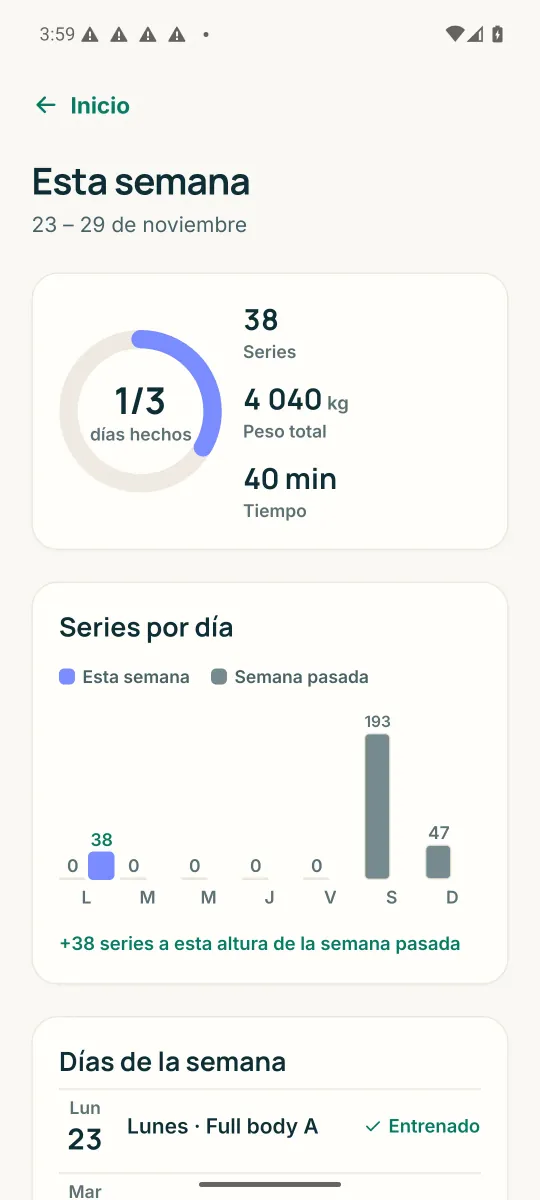 3:59
Inicio
Esta semana
23 – 29 de noviembre
1/3
días hechos
38
Series
4 040 kg
Peso total
40 min
Tiempo
Series por día
Esta semana
Semana pasada
0 38 0 0 0 0 193 47
L M M J V S D
+38 series a esta altura de la semana pasada
Días de la semana
Lun
23
Lunes · Full body A
Entrenado
Mar